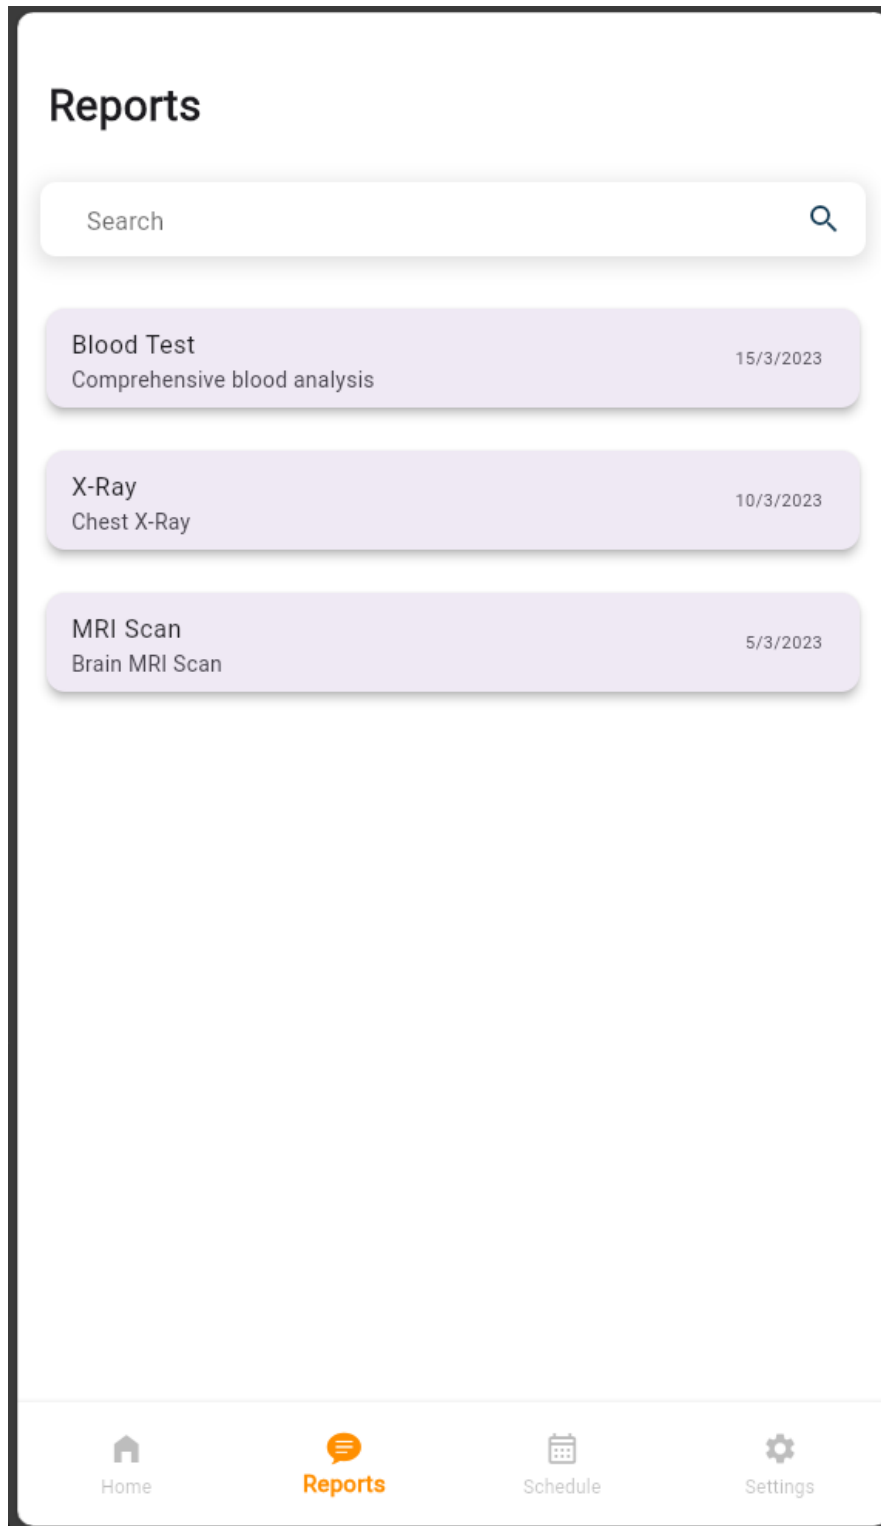 Reports
Search
Blood Test
Comprehensive blood analysis
15/3/2023
X-Ray
Chest X-Ray
10/3/2023
MRI Scan
Brain MRI Scan
5/3/2023
Home
Reports
Schedule
Settings